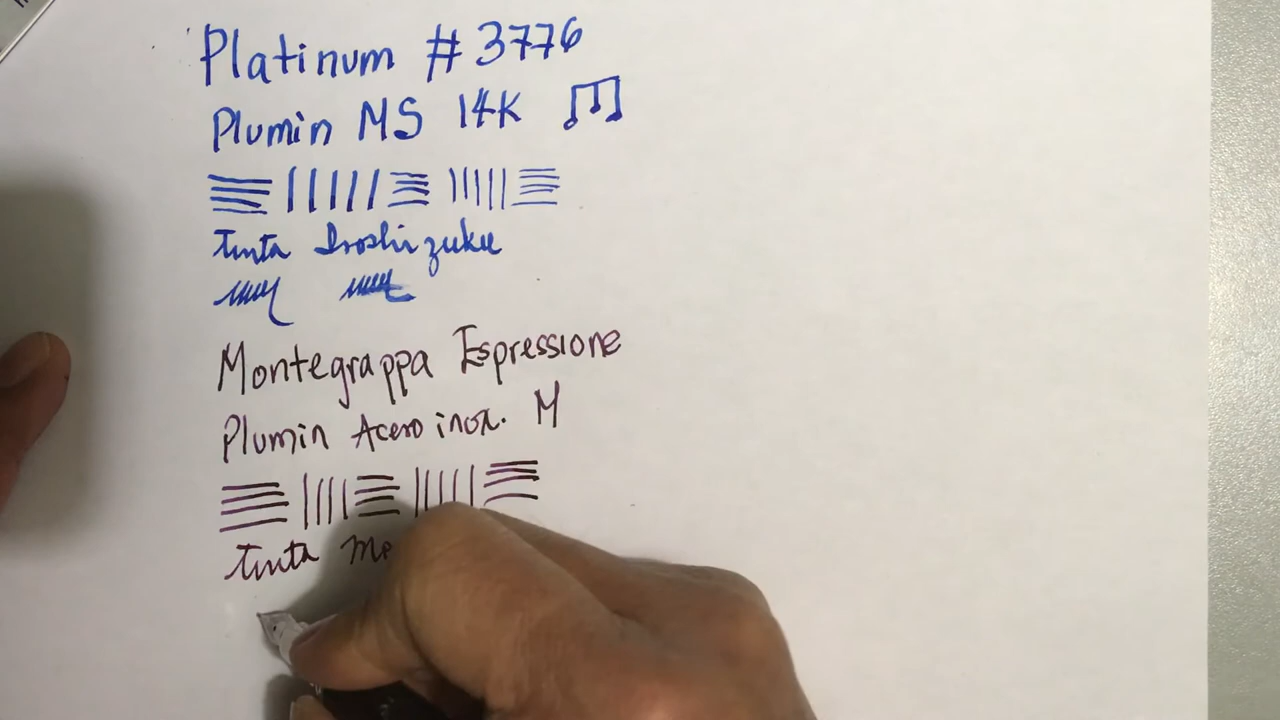 Platinum # 3776
Plumin MS 14K
tinta Iroshizuku
Montegrappa Espressione
Plumin Acero inox. M
tinta